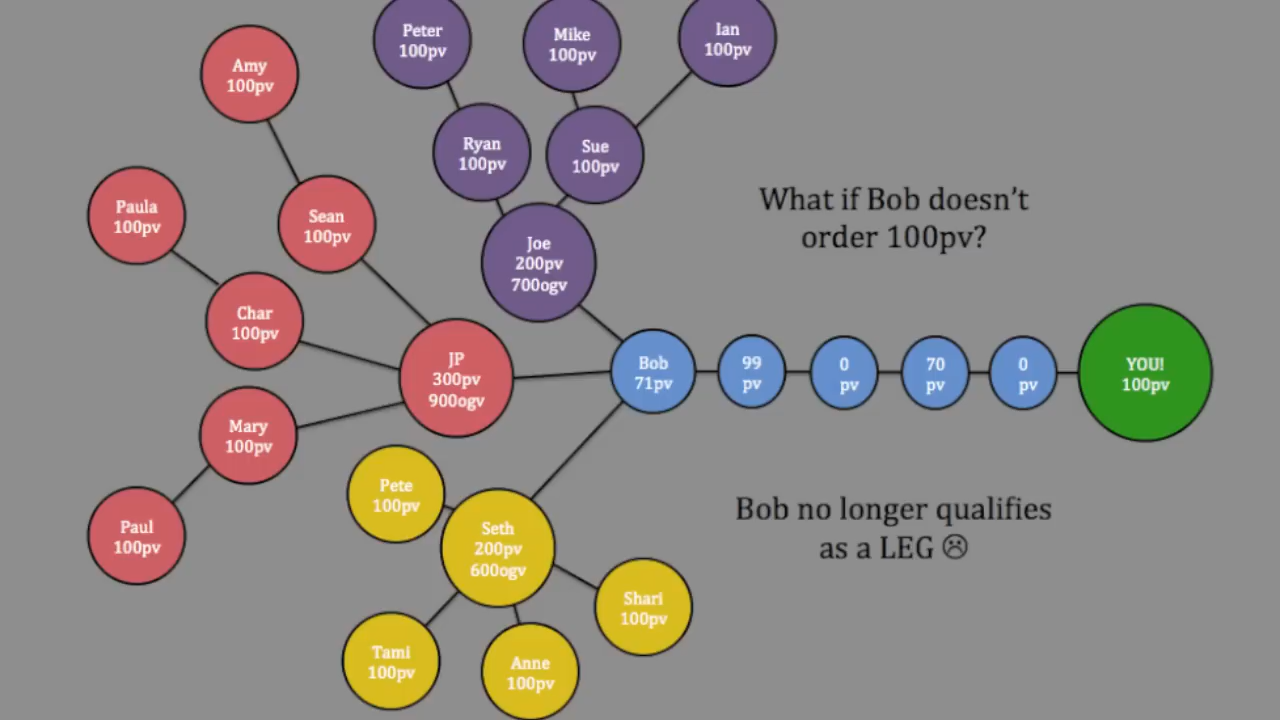 Peter
100pv
Mike
100pv
Ian
100pv
Amy
100pv
Ryan
100pv
Sue
100pv
Paula
100pv
Sean
100pv
Joe
200pv
700ogv
What if Bob doesn't
order 100pv?
Char
100pv
JP
300pv
900ogv
Bob
71pv
99
pv
0
pv
70
pv
0
pv
YOU!
100pv
Mary
100pv
Paul
100pv
Pete
100pv
Seth
200pv
600ogv
Shari
100pv
Tami
100pv
Anne
100pv
Bob no longer qualifies
as a LEG ☹